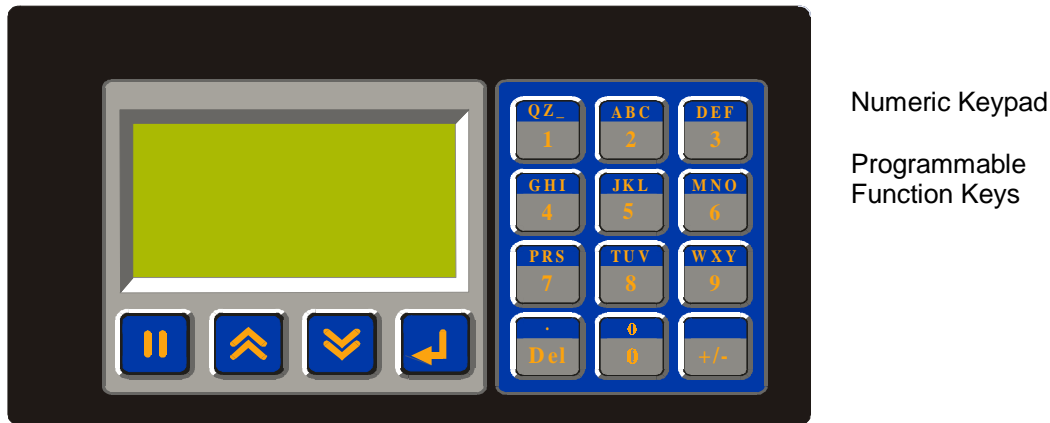 QZ_ ABC DEF
1 2 3
GHI JKL MNO
4 5 6
PRS TUV WXY
7 8 9
. 0
Del 0 +/-
Numeric Keypad
Programmable
Function Keys